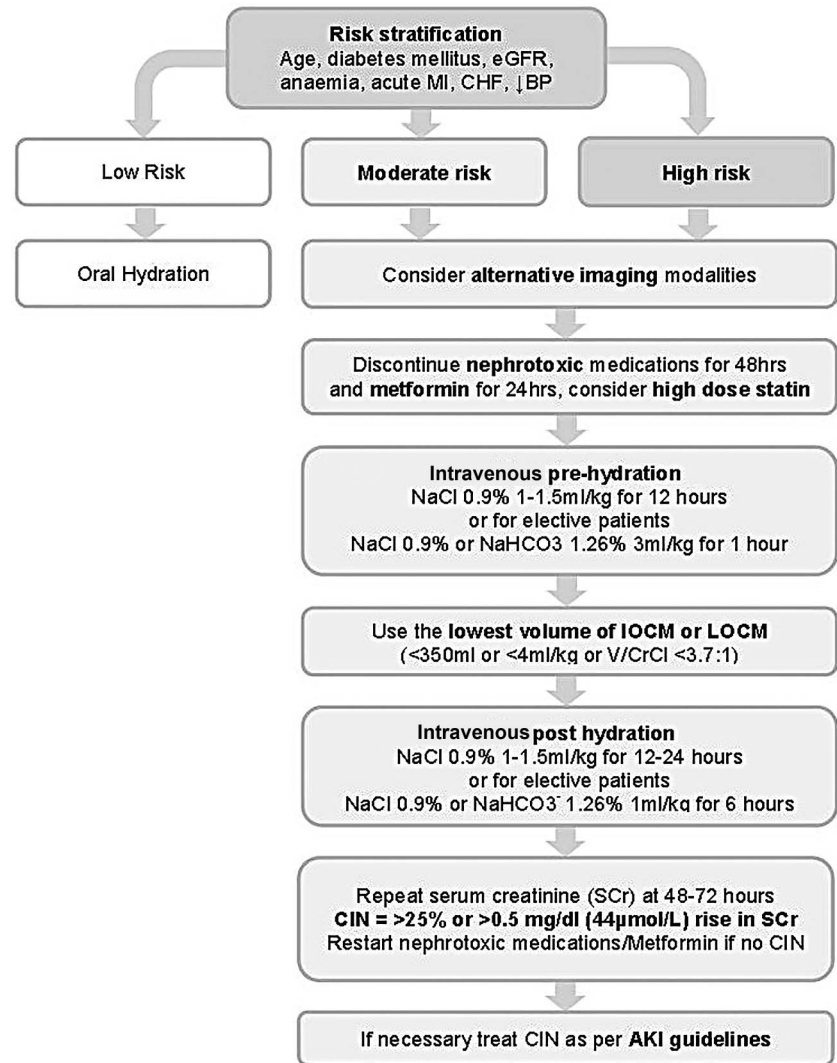 Risk stratification
Age, diabetes mellitus, eGFR,
anaemia, acute MI, CHF, ↓BP
Low Risk
Moderate risk
High risk
Oral Hydration
Consider alternative imaging modalities
Discontinue nephrotoxic medications for 48hrs
and metformin for 24hrs, consider high dose statin
Intravenous pre-hydration
NaCl 0.9% 1-1.5ml/kg for 12 hours
or for elective patients
NaCl 0.9% or NaHCO3 1.26% 3ml/kg for 1 hour
Use the lowest volume of IOCM or LOCM
(<350ml or <4ml/kg or V/CrCl <3.7:1)
Intravenous post hydration
NaCl 0.9% 1-1.5ml/kg for 12-24 hours
or for elective patients
NaCl 0.9% or NaHCO3⁻ 1.26% 1ml/kg for 6 hours
Repeat serum creatinine (SCr) at 48-72 hours
CIN = >25% or >0.5 mg/dl (44µmol/L) rise in SCr
Restart nephrotoxic medications/Metformin if no CIN
If necessary treat CIN as per AKI guidelines